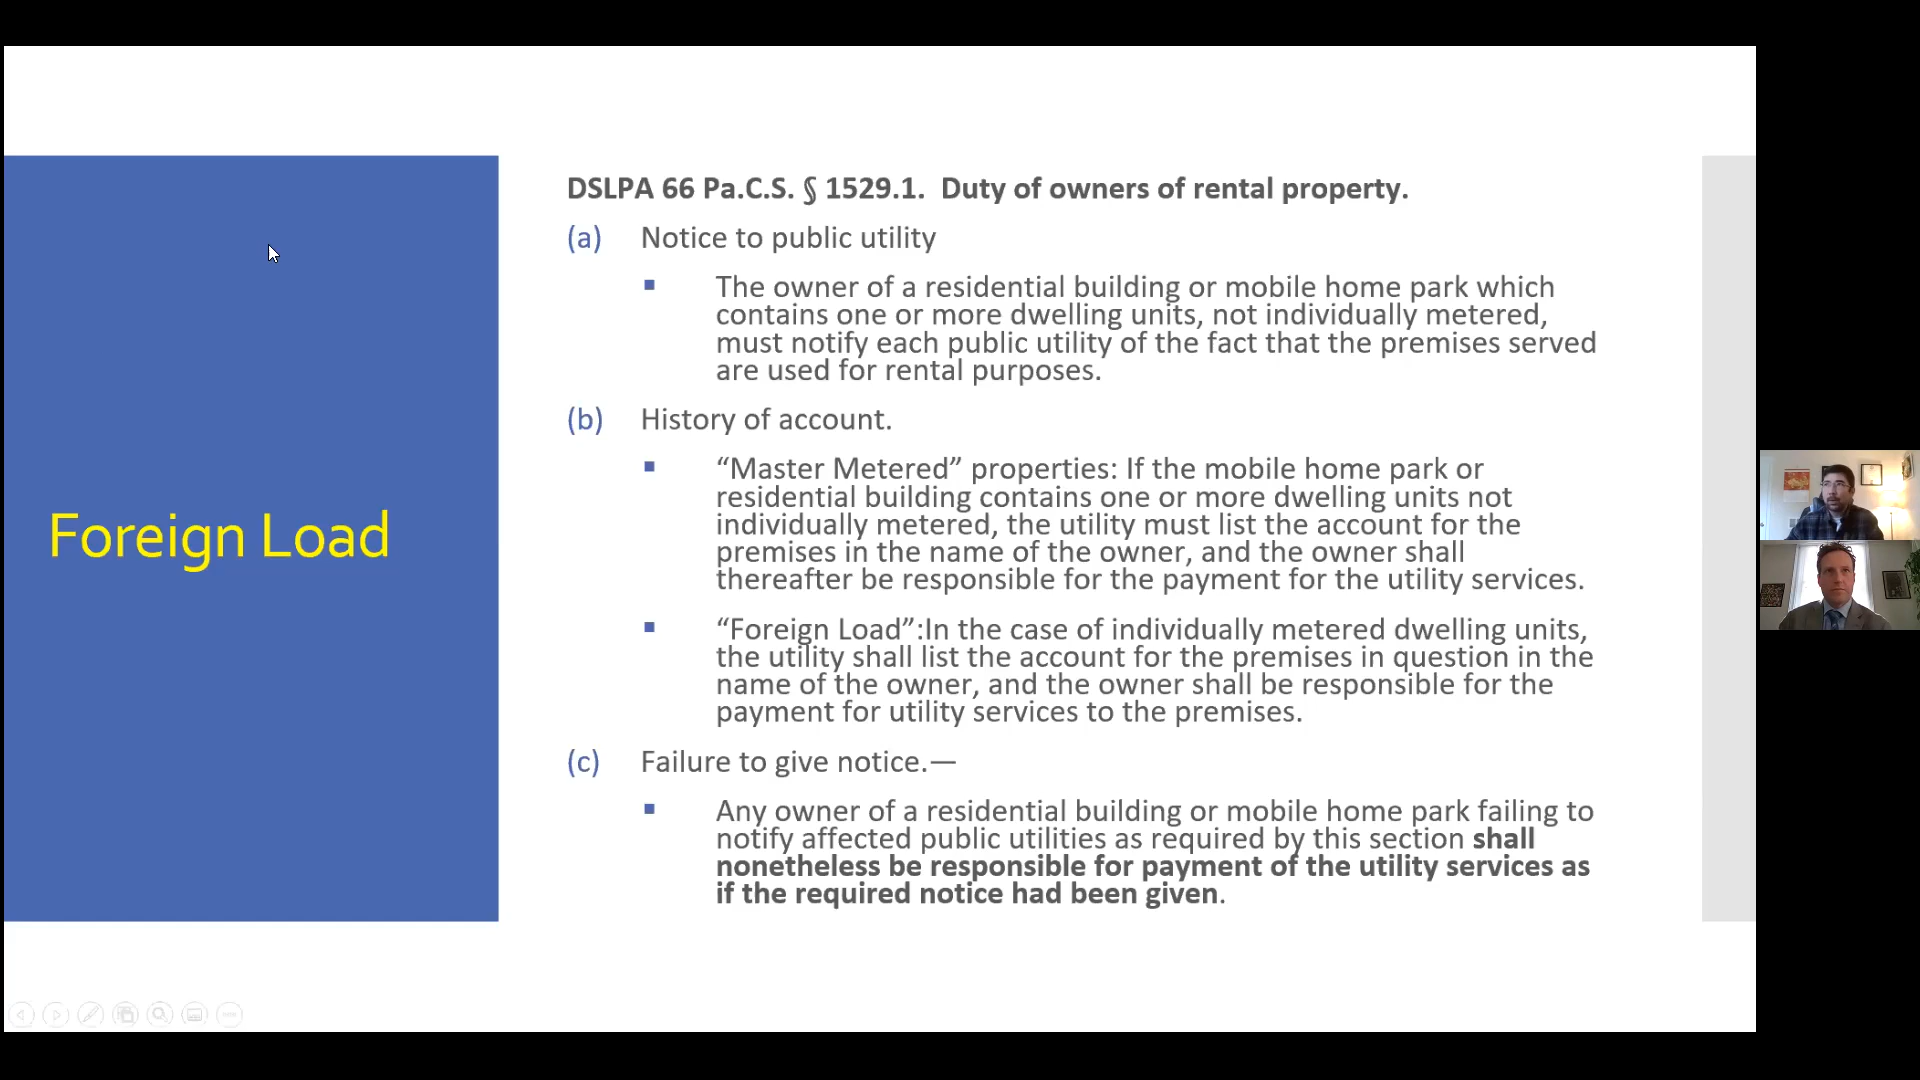 Foreign Load
DSLPA 66 Pa.C.S. § 1529.1.  Duty of owners of rental property.
(a) Notice to public utility
▪ The owner of a residential building or mobile home park which
contains one or more dwelling units, not individually metered,
must notify each public utility of the fact that the premises served
are used for rental purposes.
(b) History of account.
▪ “Master Metered” properties: If the mobile home park or
residential building contains one or more dwelling units not
individually metered, the utility must list the account for the
premises in the name of the owner, and the owner shall
thereafter be responsible for the payment for the utility services.
▪ “Foreign Load”:In the case of individually metered dwelling units,
the utility shall list the account for the premises in question in the
name of the owner, and the owner shall be responsible for the
payment for utility services to the premises.
(c) Failure to give notice.—
▪ Any owner of a residential building or mobile home park failing to
notify affected public utilities as required by this section shall
nonetheless be responsible for payment of the utility services as
if the required notice had been given.